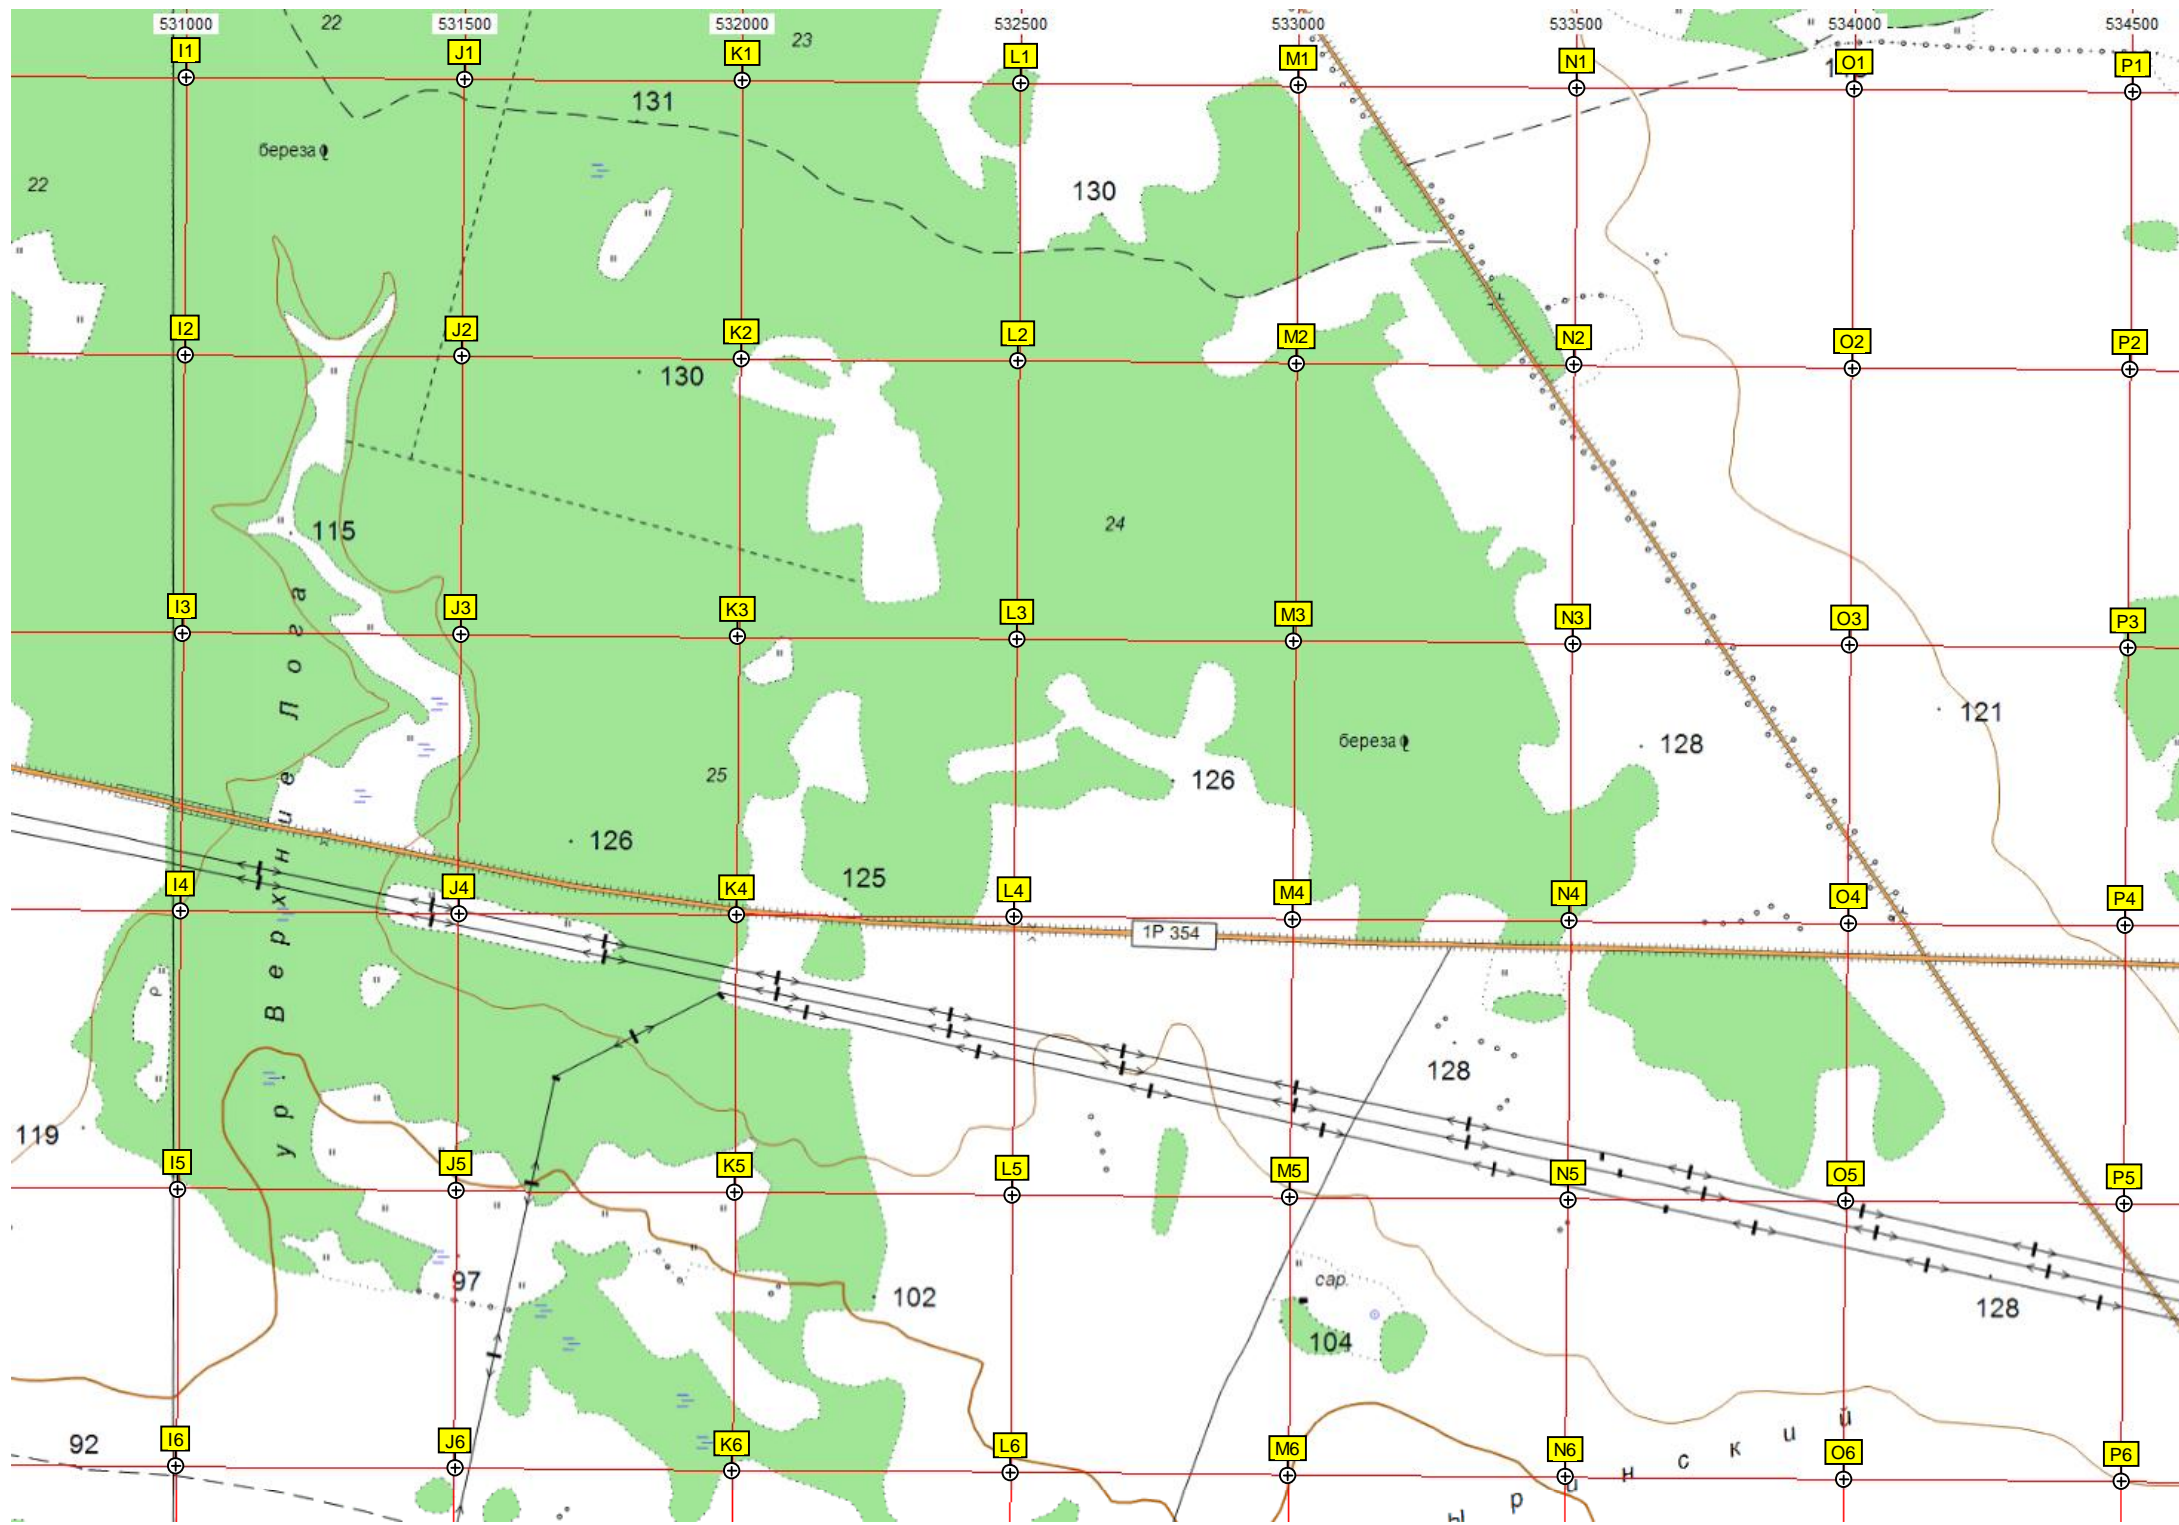 531000 531500 532000 532500 533000 533500 534000 534500
22 23
I1 J1 K1 L1 M1 N1 O1 P1
131
береза
22
130
I2 J2 K2 L2 M2 N2 O2 P2
130
24
115
I3 J3 K3 L3 M3 N3 O3 P3
121
128
береза
25
126
126
125
I4 J4 K4 L4 M4 N4 O4 P4
1Р 354
ур. Верхние Лога
р
128
119
I5 J5 K5 L5 M5 N5 O5 P5
97
102
сар.
104
128
92
I6 J6 K6 L6 M6 N6 O6 P6
ы р и н с к и й